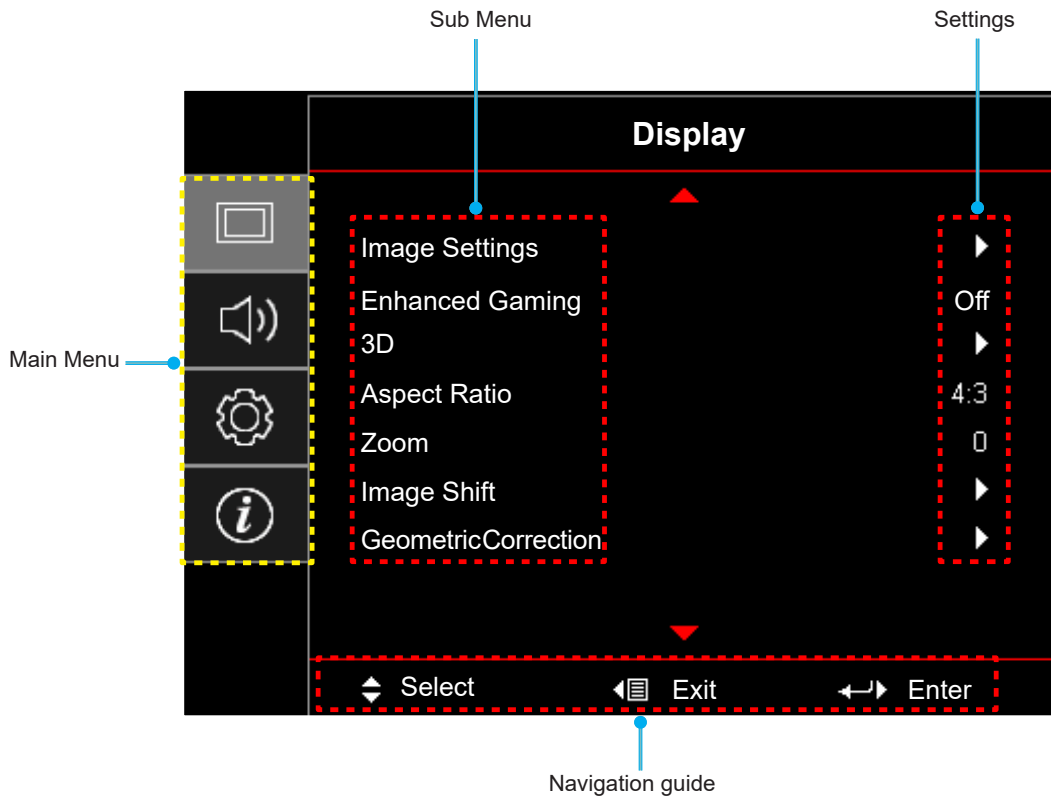 Sub Menu Settings
Display
Image Settings
Enhanced Gaming Off
3D
Main Menu
Aspect Ratio 4:3
Zoom 0
Image Shift
GeometricCorrection
Select Exit Enter
Navigation guide